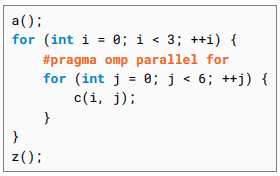 a();
for (int i = 0; i < 3; ++i) {
    #pragma omp parallel for
    for (int j = 0; j < 6; ++j) {
        c(i, j);
    }
}
z();